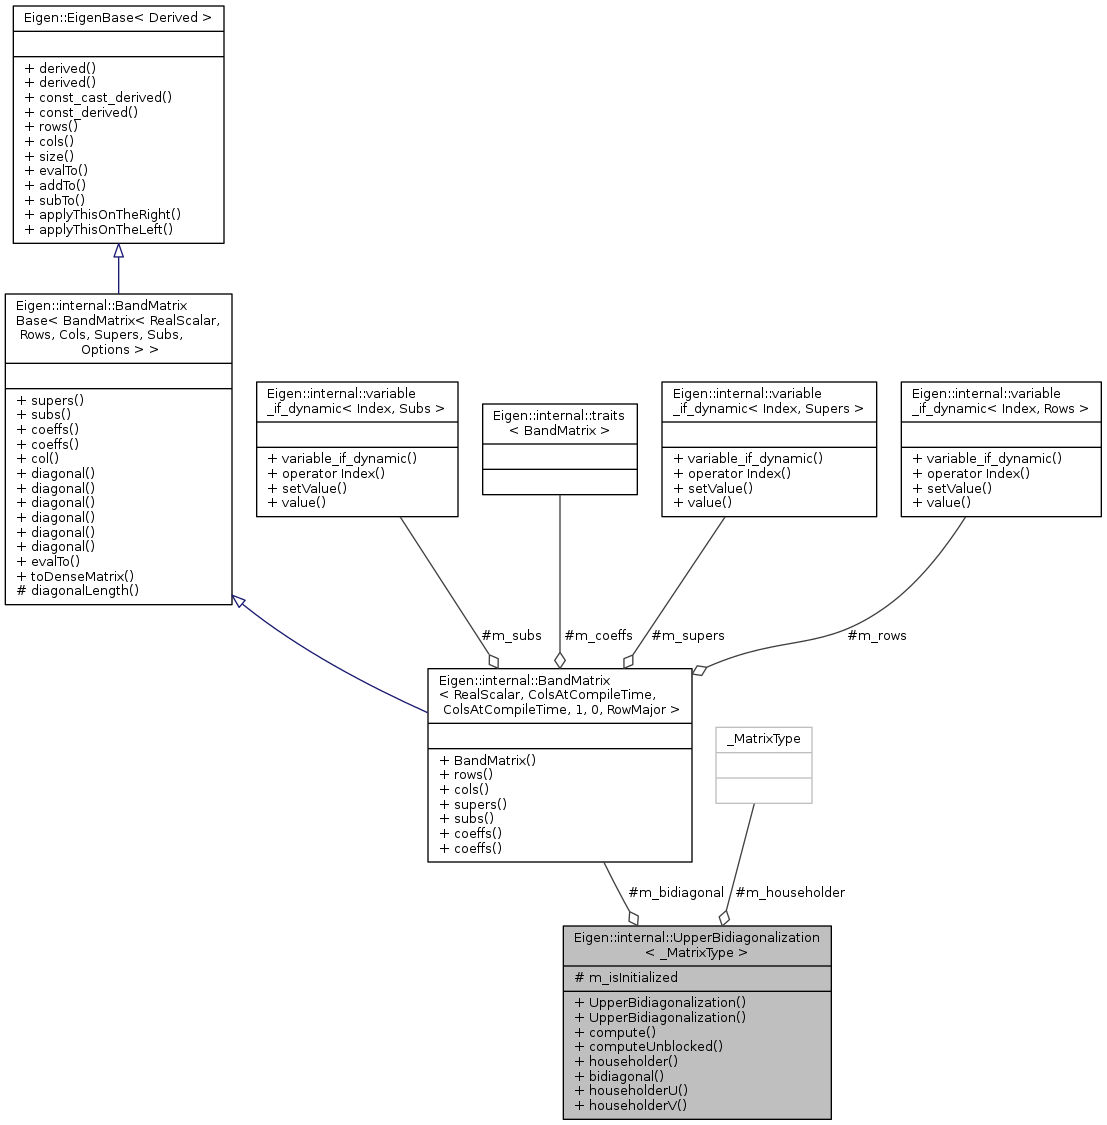 Eigen::EigenBase< Derived >
+ derived()
+ derived()
+ const_cast_derived()
+ const_derived()
+ rows()
+ cols()
+ size()
+ evalTo()
+ addTo()
+ subTo()
+ applyThisOnTheRight()
+ applyThisOnTheLeft()
Eigen::internal::BandMatrix
Base< BandMatrix< RealScalar,
Rows, Cols, Supers, Subs,
Options > >
+ supers()
+ subs()
+ coeffs()
+ coeffs()
+ col()
+ diagonal()
+ diagonal()
+ diagonal()
+ diagonal()
+ diagonal()
+ diagonal()
+ evalTo()
+ toDenseMatrix()
# diagonalLength()
Eigen::internal::variable
_if_dynamic< Index, Subs >
+ variable_if_dynamic()
+ operator Index()
+ setValue()
+ value()
Eigen::internal::traits
< BandMatrix >
Eigen::internal::variable
_if_dynamic< Index, Supers >
+ variable_if_dynamic()
+ operator Index()
+ setValue()
+ value()
Eigen::internal::variable
_if_dynamic< Index, Rows >
+ variable_if_dynamic()
+ operator Index()
+ setValue()
+ value()
#m_subs
#m_coeffs
#m_supers
#m_rows
Eigen::internal::BandMatrix
< RealScalar, ColsAtCompileTime,
ColsAtCompileTime, 1, 0, RowMajor >
+ BandMatrix()
+ rows()
+ cols()
+ supers()
+ subs()
+ coeffs()
+ coeffs()
_MatrixType
#m_bidiagonal
#m_householder
Eigen::internal::UpperBidiagonalization
< _MatrixType >
# m_isInitialized
+ UpperBidiagonalization()
+ UpperBidiagonalization()
+ compute()
+ computeUnblocked()
+ householder()
+ bidiagonal()
+ householderU()
+ householderV()